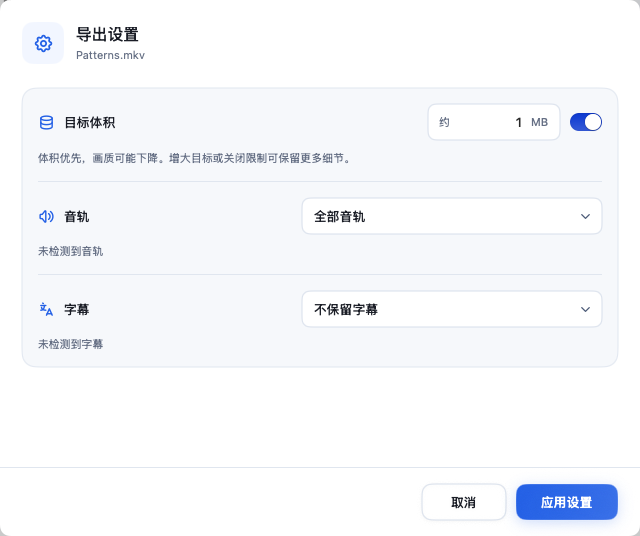 导出设置
Patterns.mkv
目标体积
约 1 MB
体积优先，画质可能下降。增大目标或关闭限制可保留更多细节。
音轨
全部音轨
未检测到音轨
字幕
不保留字幕
未检测到字幕
取消
应用设置